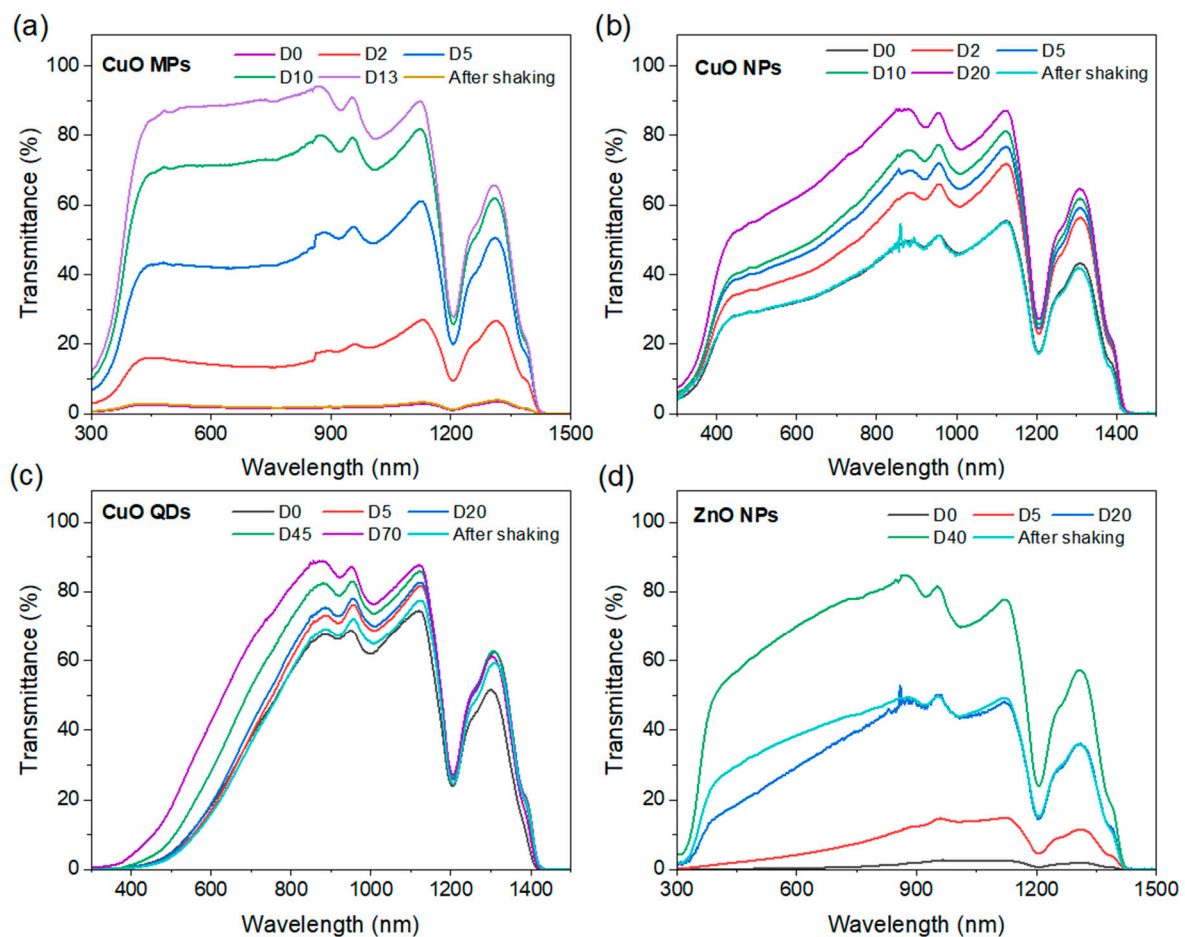 (a)
CuO MPs
D0 D2 D5
D10 D13 After shaking
Transmittance (%)
100
80
60
40
20
0
300 600 900 1200 1500
Wavelength (nm)
(b)
CuO NPs
D0 D2 D5
D10 D20 After shaking
Transmittance (%)
100
80
60
40
20
0
400 600 800 1000 1200 1400
Wavelength (nm)
(c)
CuO QDs
D0 D5 D20
D45 D70 After shaking
Transmittance (%)
100
80
60
40
20
0
400 600 800 1000 1200 1400
Wavelength (nm)
(d)
ZnO NPs
D0 D5 D20
D40 After shaking
Transmittance (%)
100
80
60
40
20
0
300 600 900 1200 1500
Wavelength (nm)